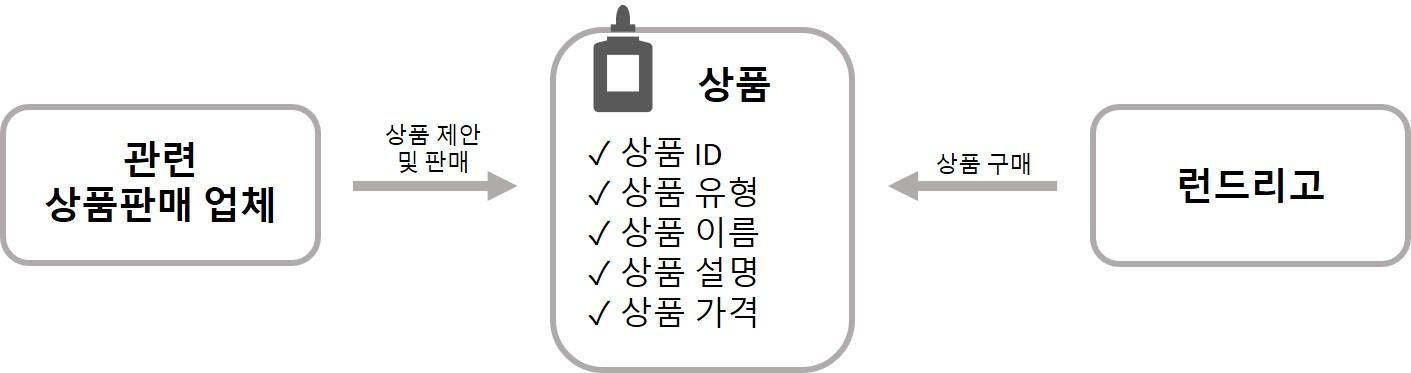 관련
상품판매 업체
상품 제안
및 판매
상품
✓ 상품 ID
✓ 상품 유형
✓ 상품 이름
✓ 상품 설명
✓ 상품 가격
상품 구매
런드리고